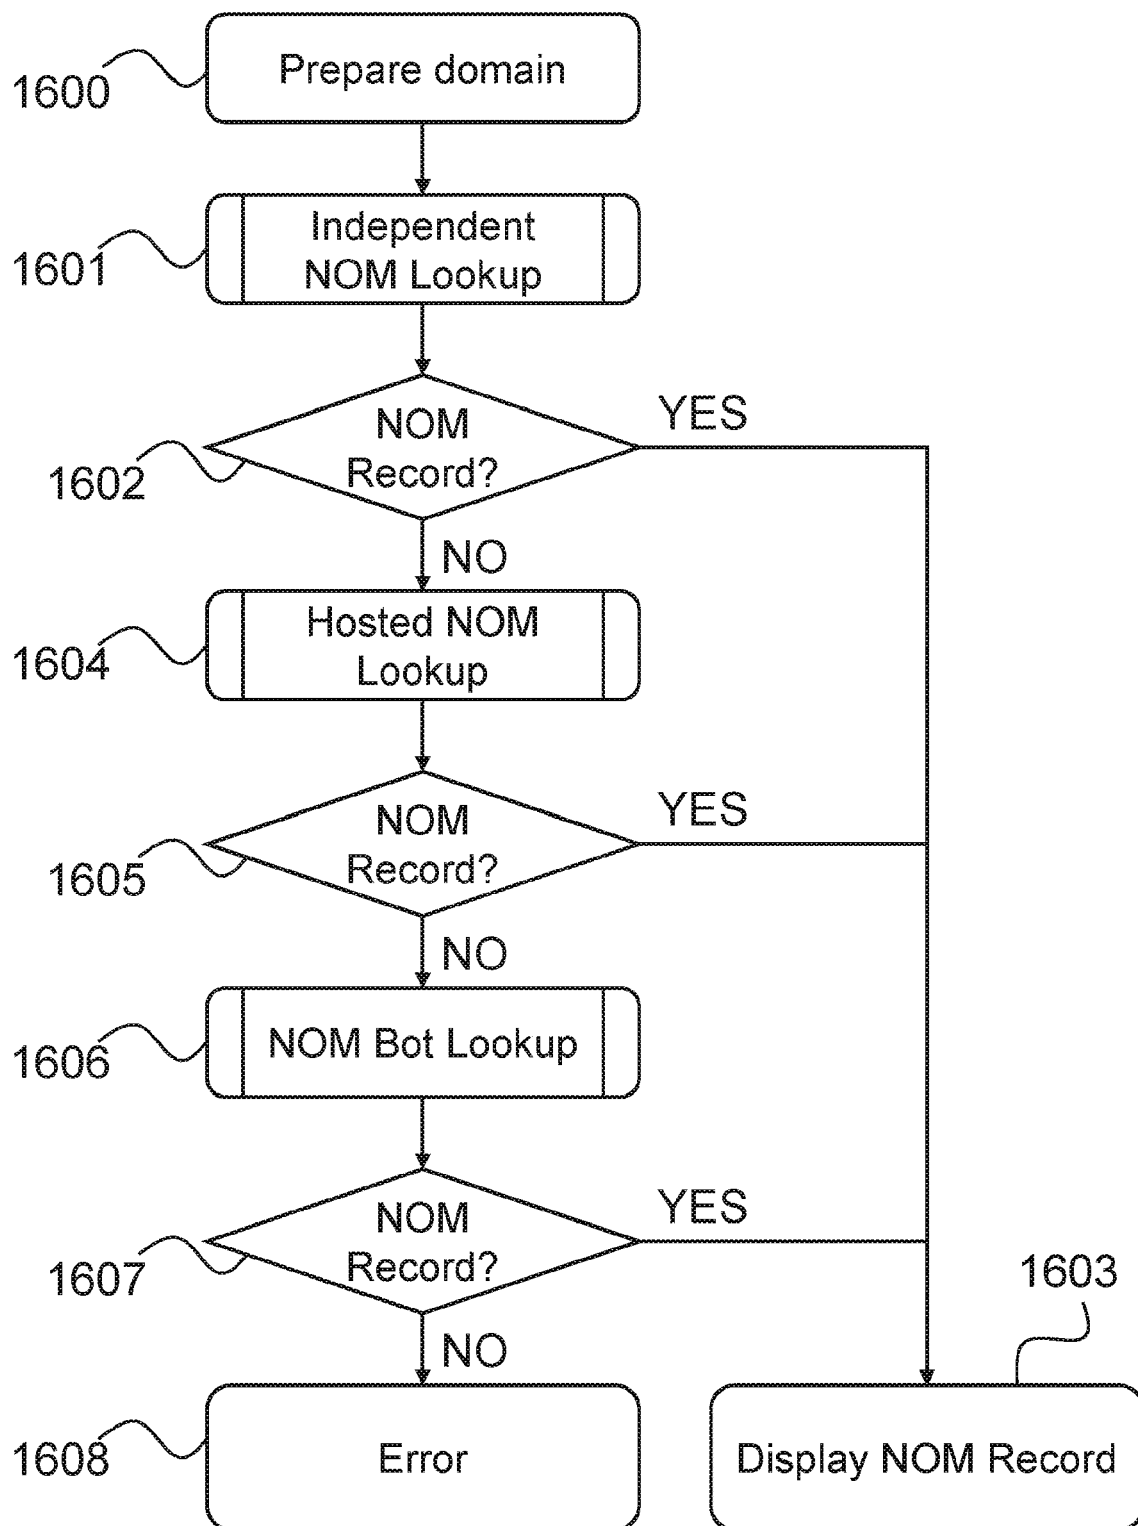 Prepare domain
1600
Independent
NOM Lookup
1601
NOM
Record?
YES
1602
NO
Hosted NOM
Lookup
1604
NOM
Record?
YES
1605
NO
NOM Bot Lookup
1606
NOM
Record?
YES
1607
1603
NO
Error
1608
Display NOM Record